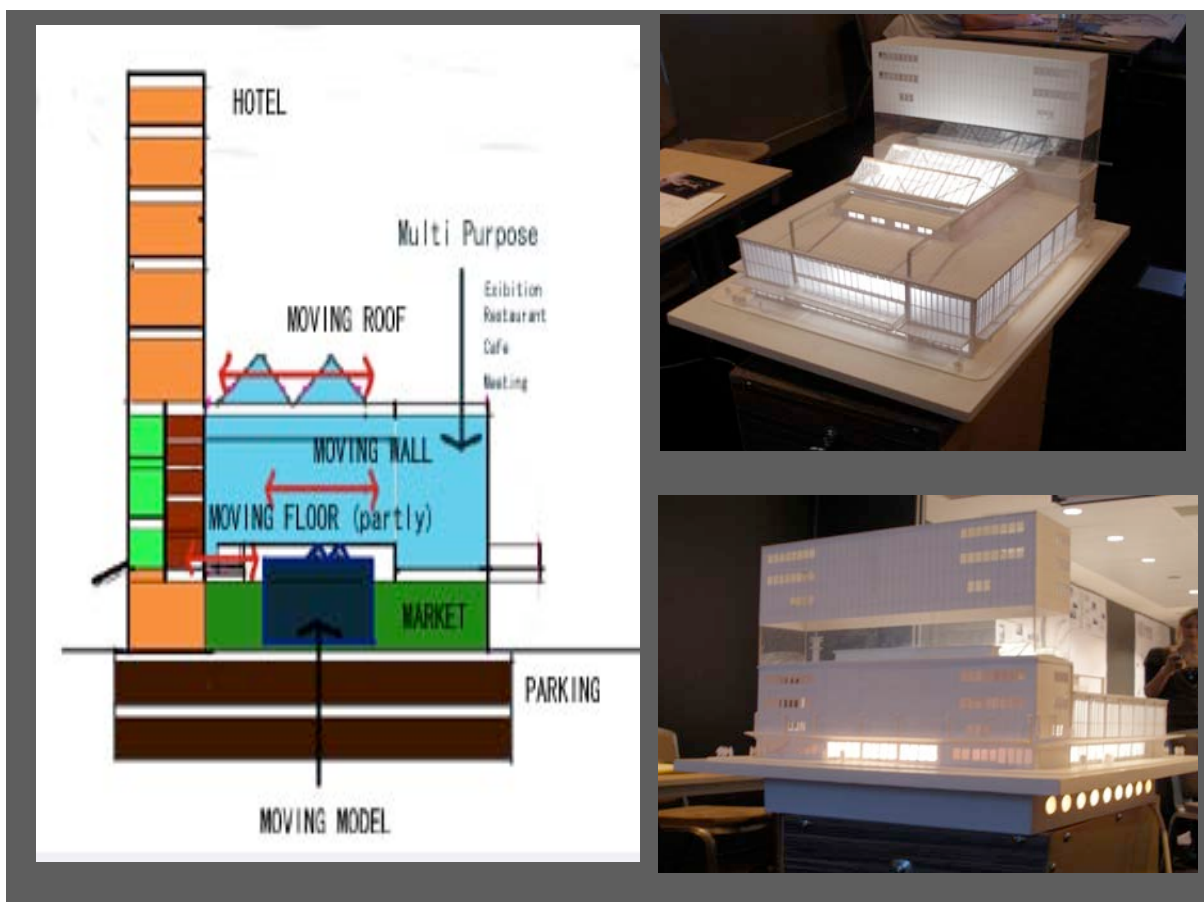 HOTEL
Multi Purpose
Exibition
Restaurant
Cafe
Meeting
MOVING ROOF
MOVING WALL
MOVING FLOOR (partly)
MARKET
PARKING
MOVING MODEL